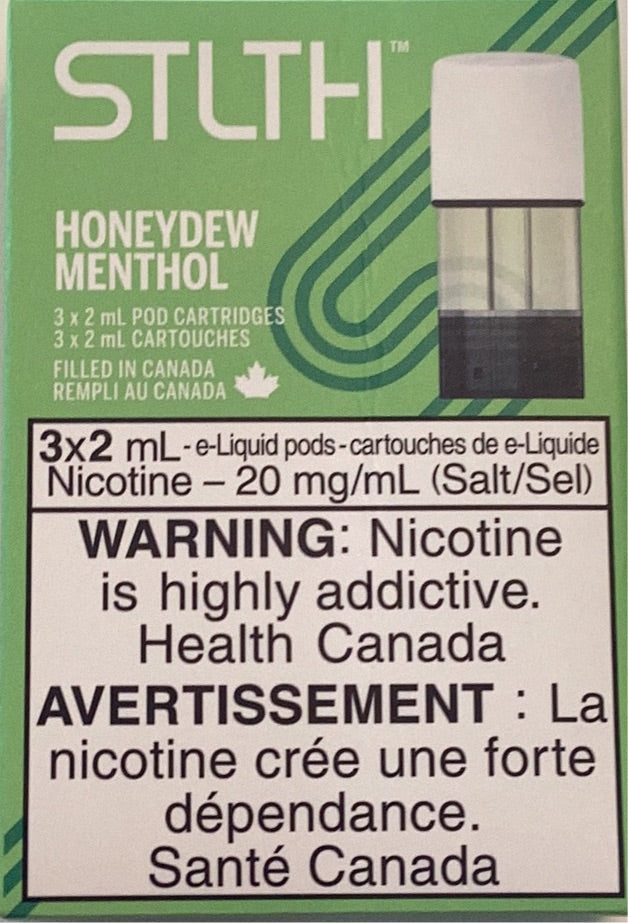 STLTH™
HONEYDEW
MENTHOL
3 x 2 mL POD CARTRIDGES
3 x 2 mL CARTOUCHES
FILLED IN CANADA
REMPLI AU CANADA
3x2 mL - e-Liquid pods - cartouches de e-Liquide
Nicotine – 20 mg/mL (Salt/Sel)
WARNING: Nicotine
is highly addictive.
Health Canada
AVERTISSEMENT : La
nicotine crée une forte
dépendance.
Santé Canada